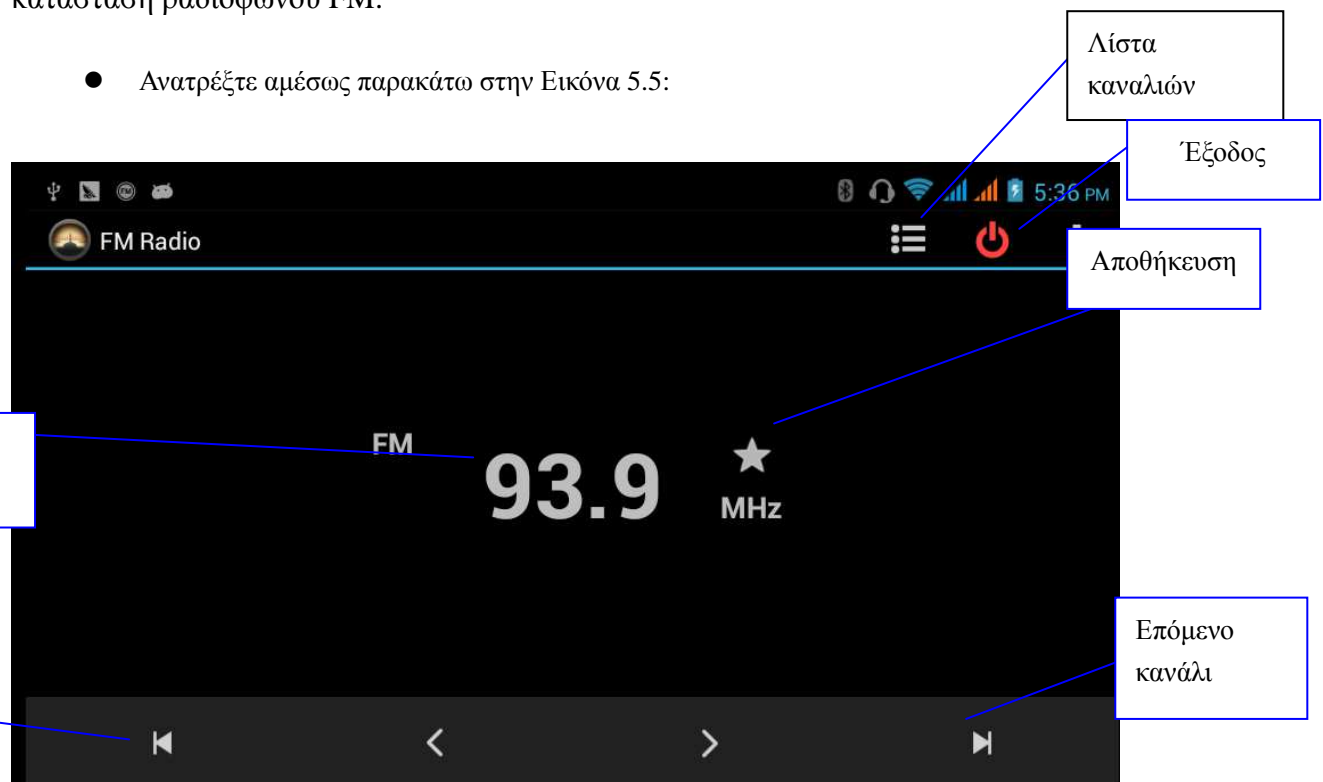 κατάσταση ραδιοφώνου FM.
● Ανατρέξτε αμέσως παρακάτω στην Εικόνα 5.5:
Λίστα
καναλιών
Έξοδος
5:36 PM
FM Radio
Αποθήκευση
FM
93.9
MHz
Επόμενο
κανάλι